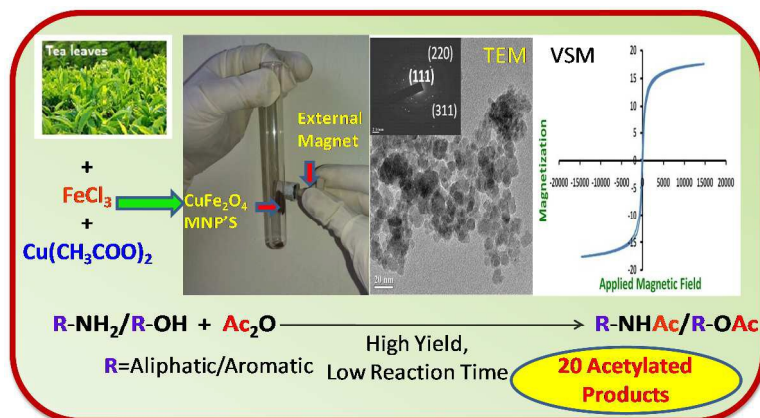 Tea leaves
+
FeCl₃
+
Cu(CH₃COO)₂
External
Magnet
CuFe₂O₄
MNP'S
(220)
(111)
(311)
TEM
20 nm
VSM
Magnetization
20
15
10
5
0
-20000 -15000 -10000 -5000 0 5000 10000 15000 20000
-5
-10
-15
-20
Applied Magnetic Field
R-NH₂/R-OH + Ac₂O
R-NHAc/R-OAc
R=Aliphatic/Aromatic
High Yield,
Low Reaction Time
20 Acetylated
Products